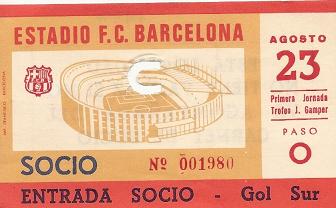 ESTADIO F.C. BARCELONA
C
SOCIO
Nº 001980
AGOSTO
23
Primera Jornada
Trofeo J. Gamper
PASO
O
ENTRADA SOCIO - Gol Sur